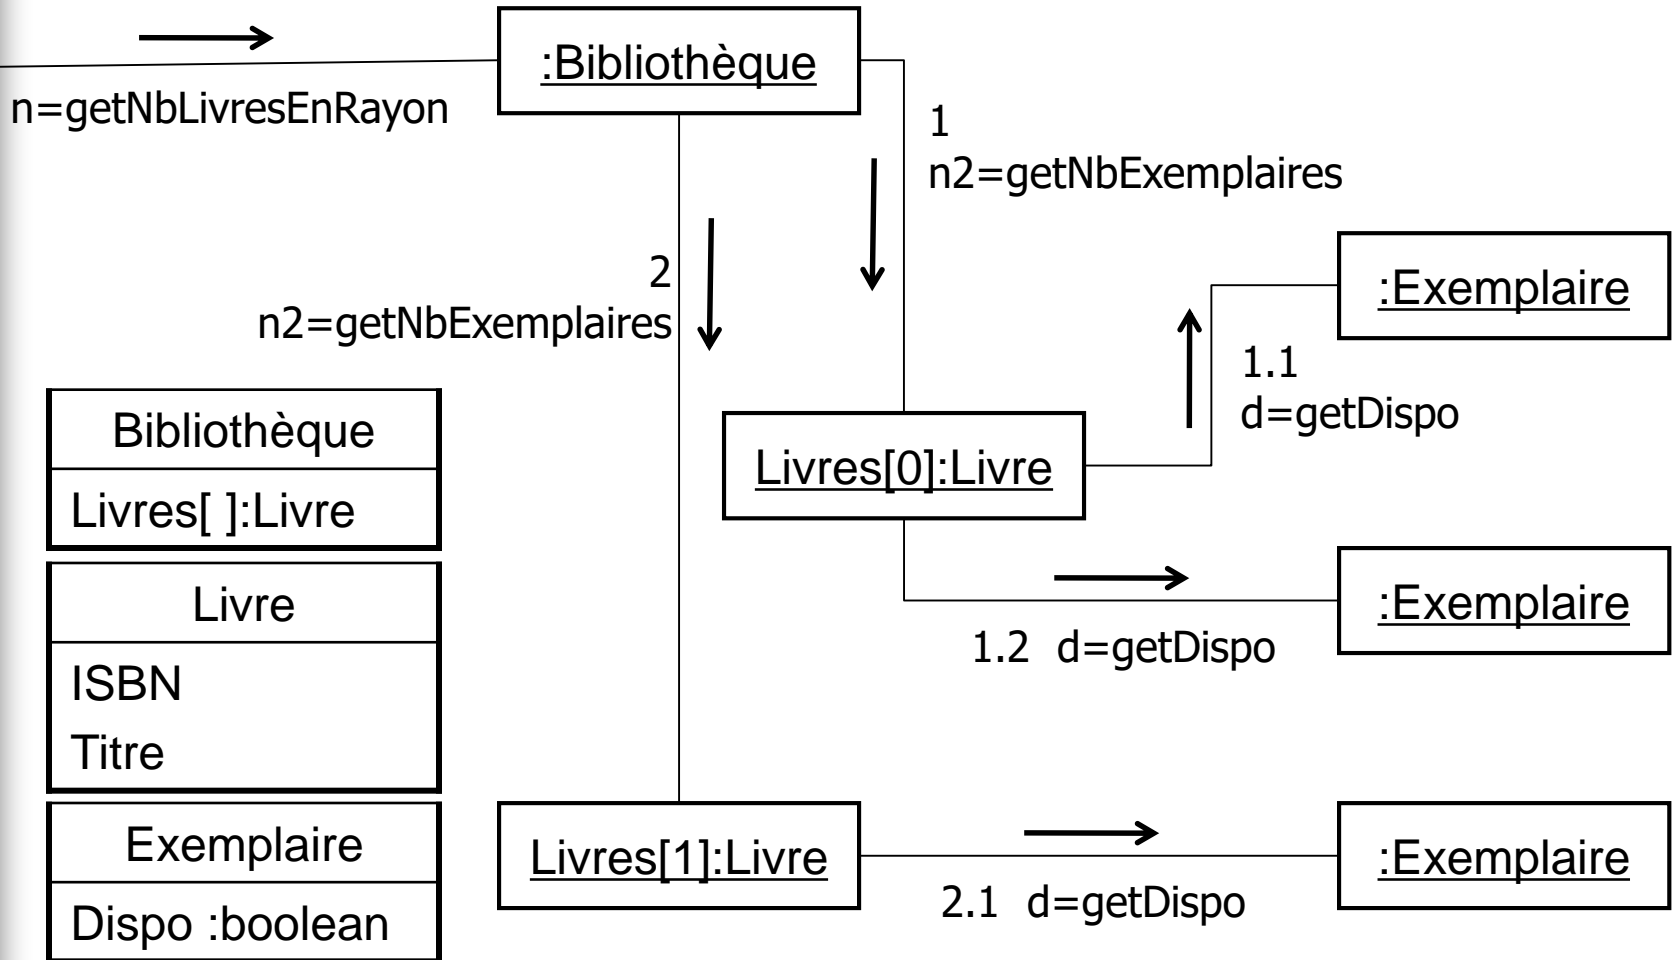 :Bibliothèque
n=getNbLivresEnRayon
1
n2=getNbExemplaires
2
n2=getNbExemplaires
:Exemplaire
1.1
d=getDispo
Livres[0]:Livre
:Exemplaire
1.2 d=getDispo
Livres[1]:Livre
:Exemplaire
2.1 d=getDispo
Bibliothèque
Livres[ ]:Livre
Livre
ISBN
Titre
Exemplaire
Dispo :boolean